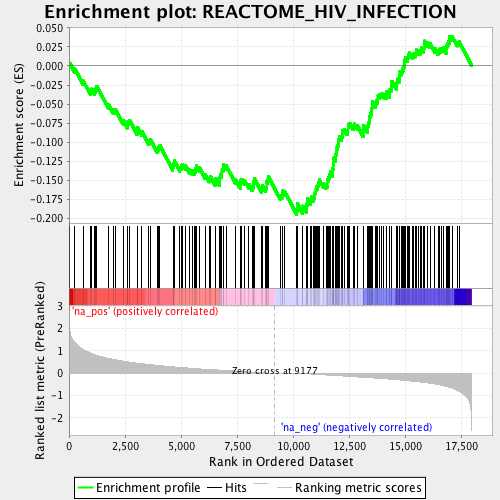 Enrichment plot: REACTOME_HIV_INFECTION
Enrichment score (ES)
0.050
0.025
0.000
-0.025
-0.050
-0.075
-0.100
-0.125
-0.150
-0.175
-0.200
'na_pos' (positively correlated)
Ranked list metric (PreRanked)
3
2
1
0
-1
-2
Zero cross at 9177
'na_neg' (negatively correlated)
0
2,500
5,000
7,500
10,000
12,500
15,000
17,500
Rank in Ordered Dataset
Enrichment profile
Hits
Ranking metric scores